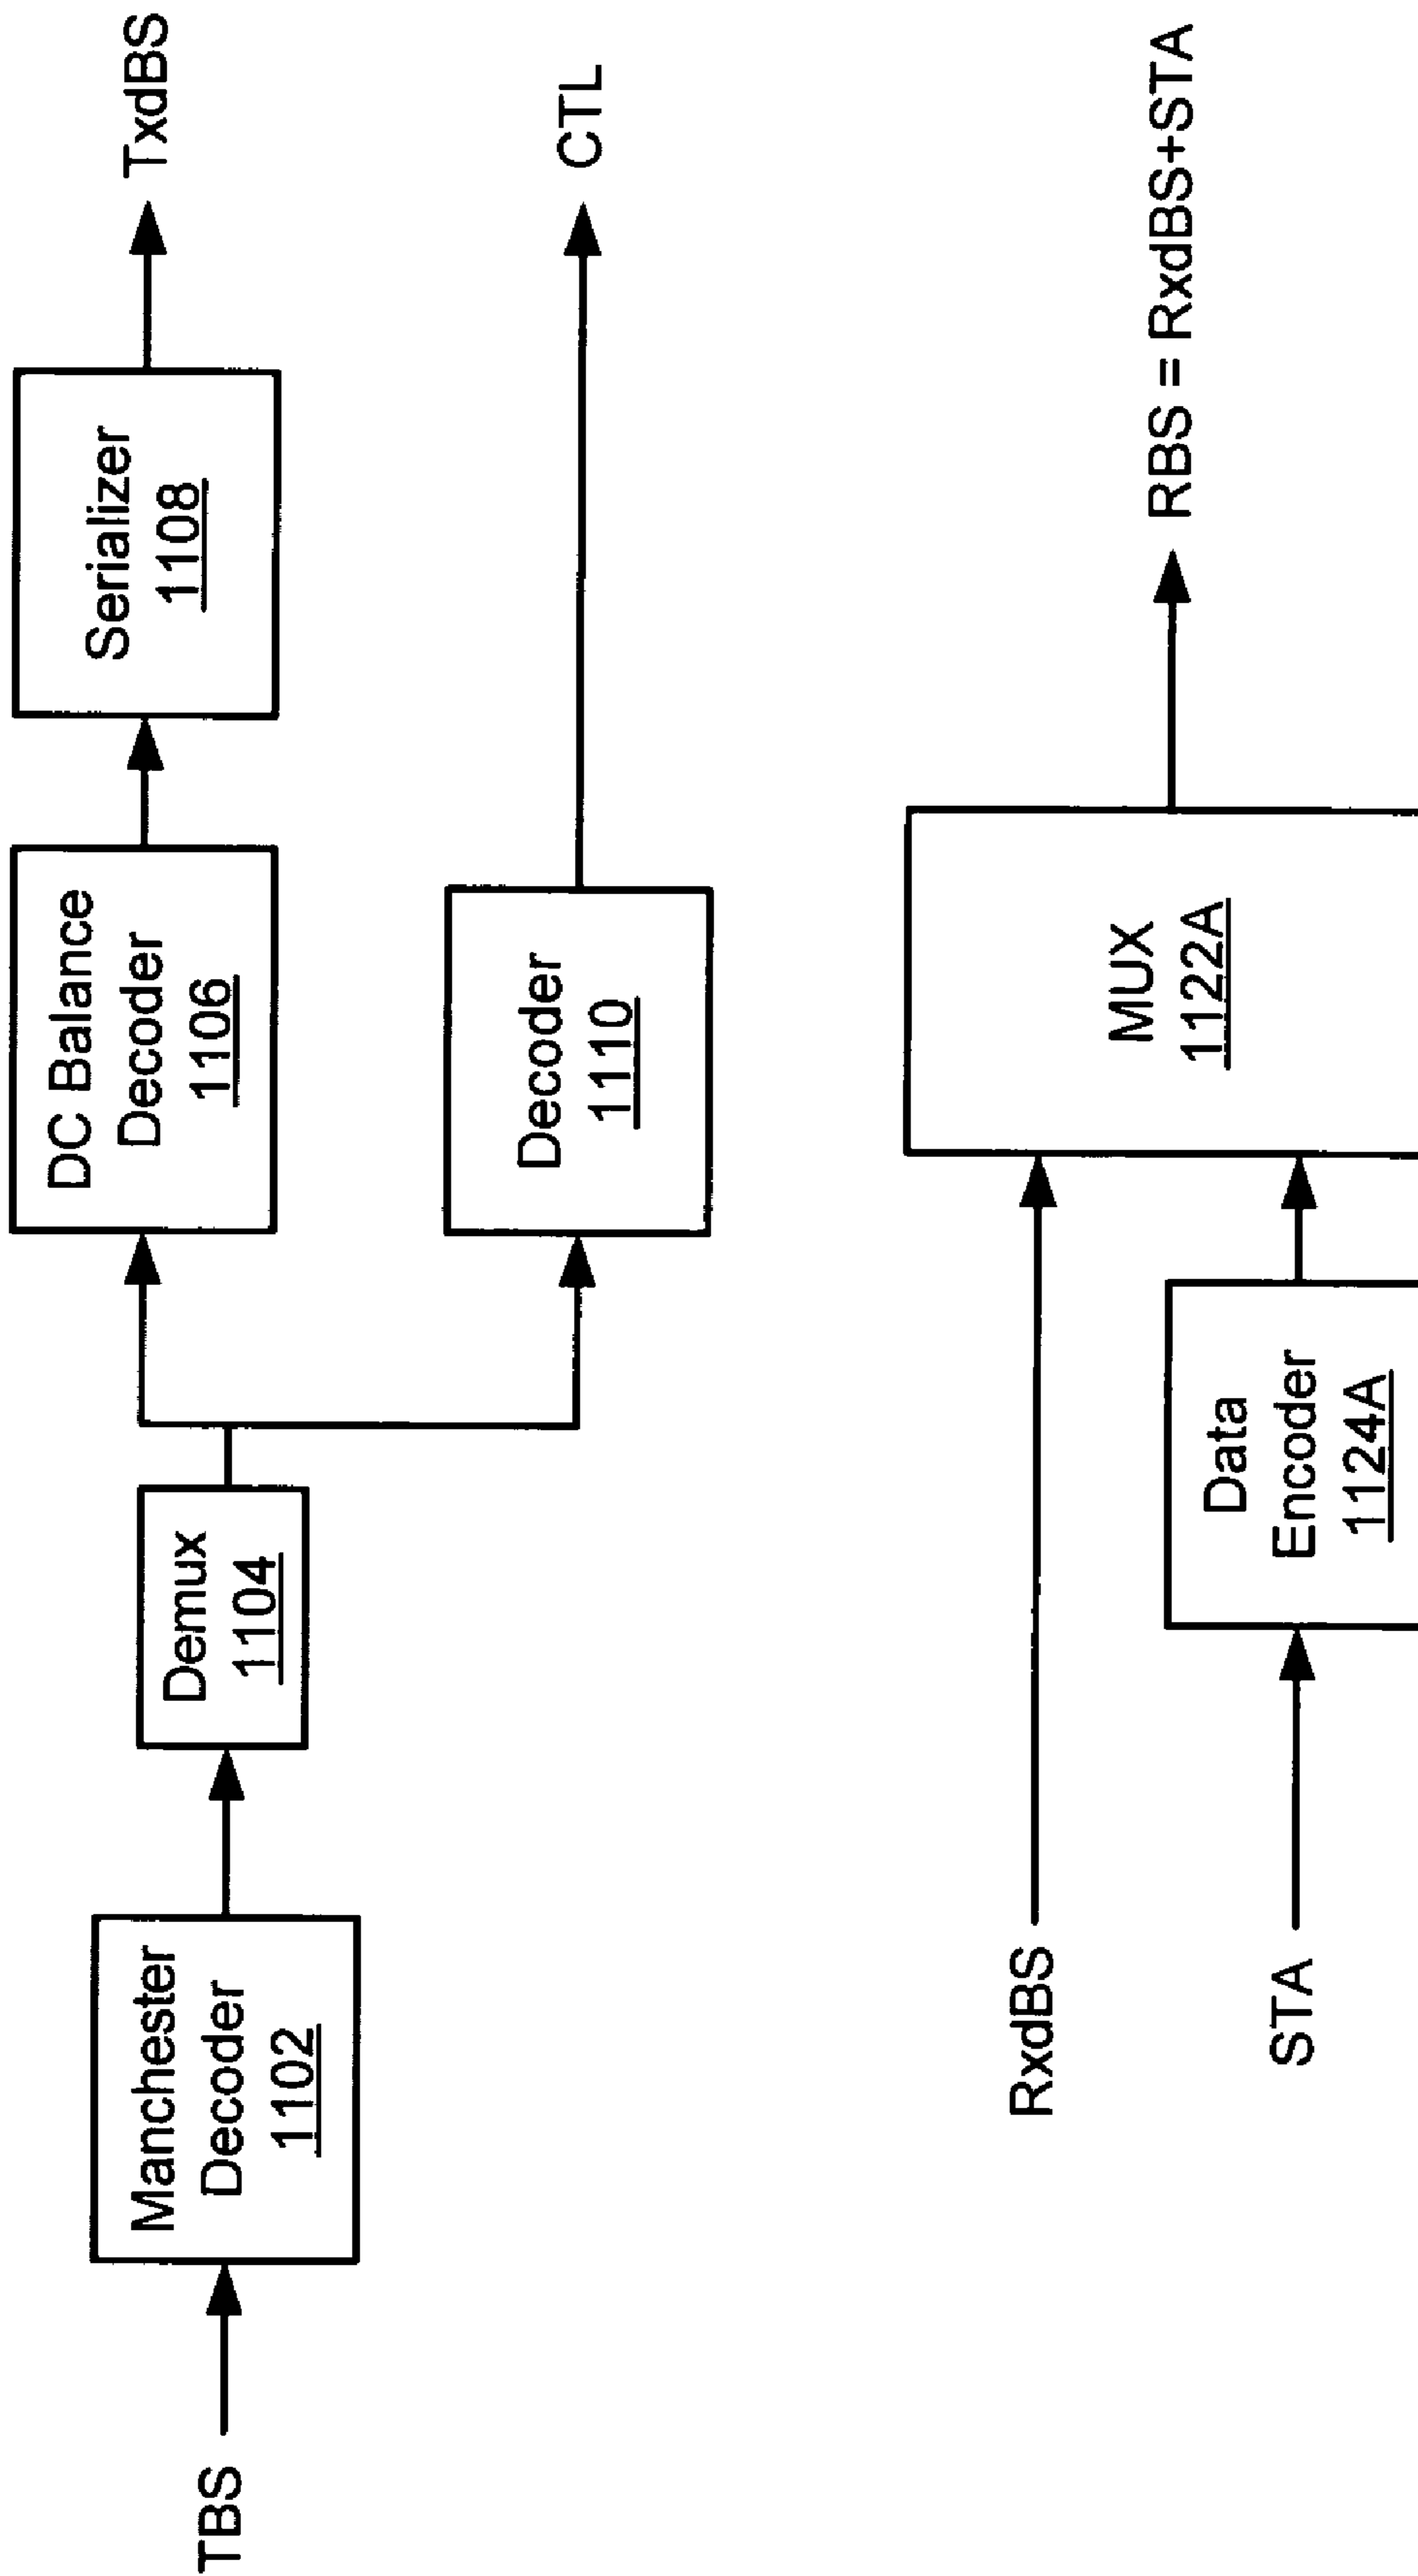 TBS
Manchester
Decoder
1102
Demux
1104
DC Balance
Decoder
1106
Serializer
1108
TxdBS
Decoder
1110
CTL
RxdBS
STA
Data
Encoder
1124A
MUX
1122A
RBS = RxdBS+STA